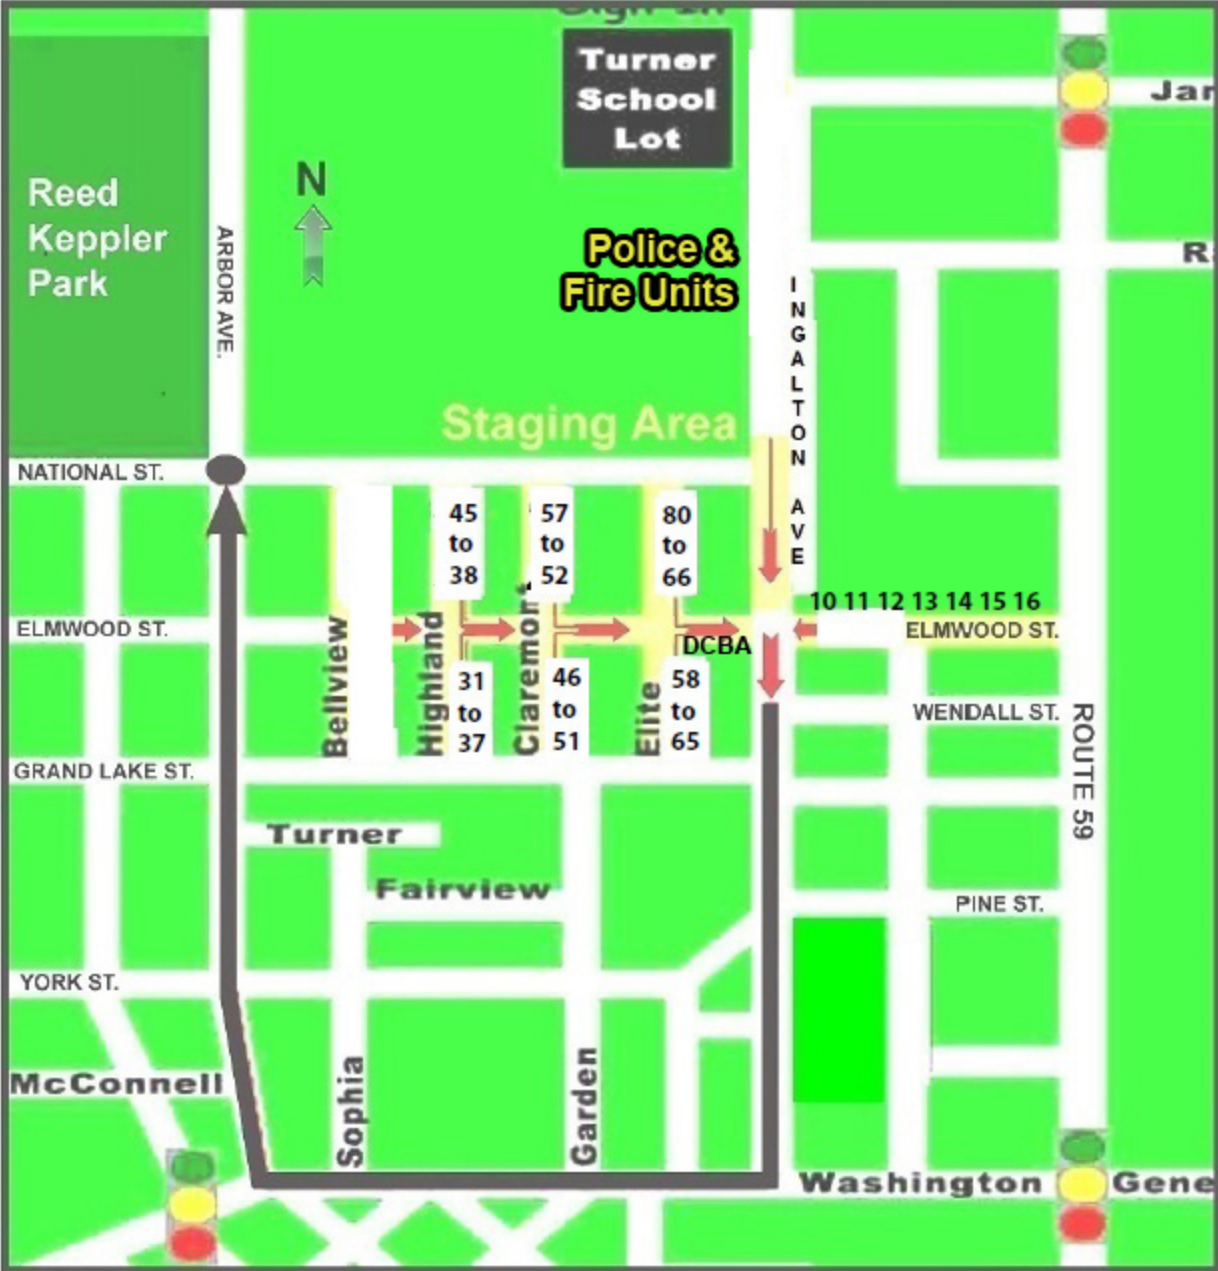 Sign In
Turner
School
Lot
Jar
Reed
Keppler
Park
N
ARBOR AVE.
Police &
Fire Units
R
INGALTON AVE
Staging Area
NATIONAL ST.
45
to
38
57
to
52
80
to
66
10 11 12 13 14 15 16
ELMWOOD ST.
ELMWOOD ST.
DCBA
Bellview
Highland
Claremont
Elite
31
to
37
46
to
51
58
to
65
WENDALL ST.
ROUTE 59
GRAND LAKE ST.
Turner
Fairview
PINE ST.
YORK ST.
McConnell
Sophia
Garden
Washington
Gene